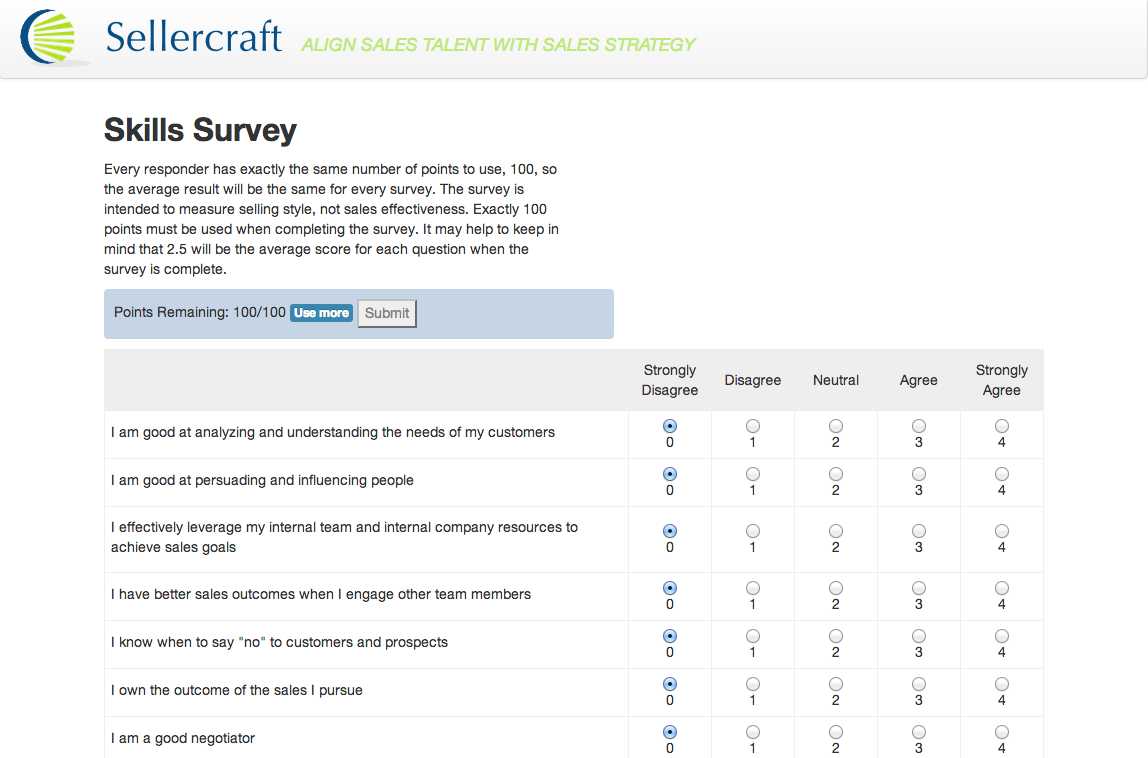 Sellercraft ALIGN SALES TALENT WITH SALES STRATEGY
Skills Survey
Every responder has exactly the same number of points to use, 100, so
the average result will be the same for every survey. The survey is
intended to measure selling style, not sales effectiveness. Exactly 100
points must be used when completing the survey. It may help to keep in
mind that 2.5 will be the average score for each question when the
survey is complete.
Points Remaining: 100/100 Use more Submit
Strongly Disagree Disagree Neutral Agree Strongly Agree
I am good at analyzing and understanding the needs of my customers
0 1 2 3 4
I am good at persuading and influencing people
0 1 2 3 4
I effectively leverage my internal team and internal company resources to
achieve sales goals
0 1 2 3 4
I have better sales outcomes when I engage other team members
0 1 2 3 4
I know when to say "no" to customers and prospects
0 1 2 3 4
I own the outcome of the sales I pursue
0 1 2 3 4
I am a good negotiator
0 1 2 3 4